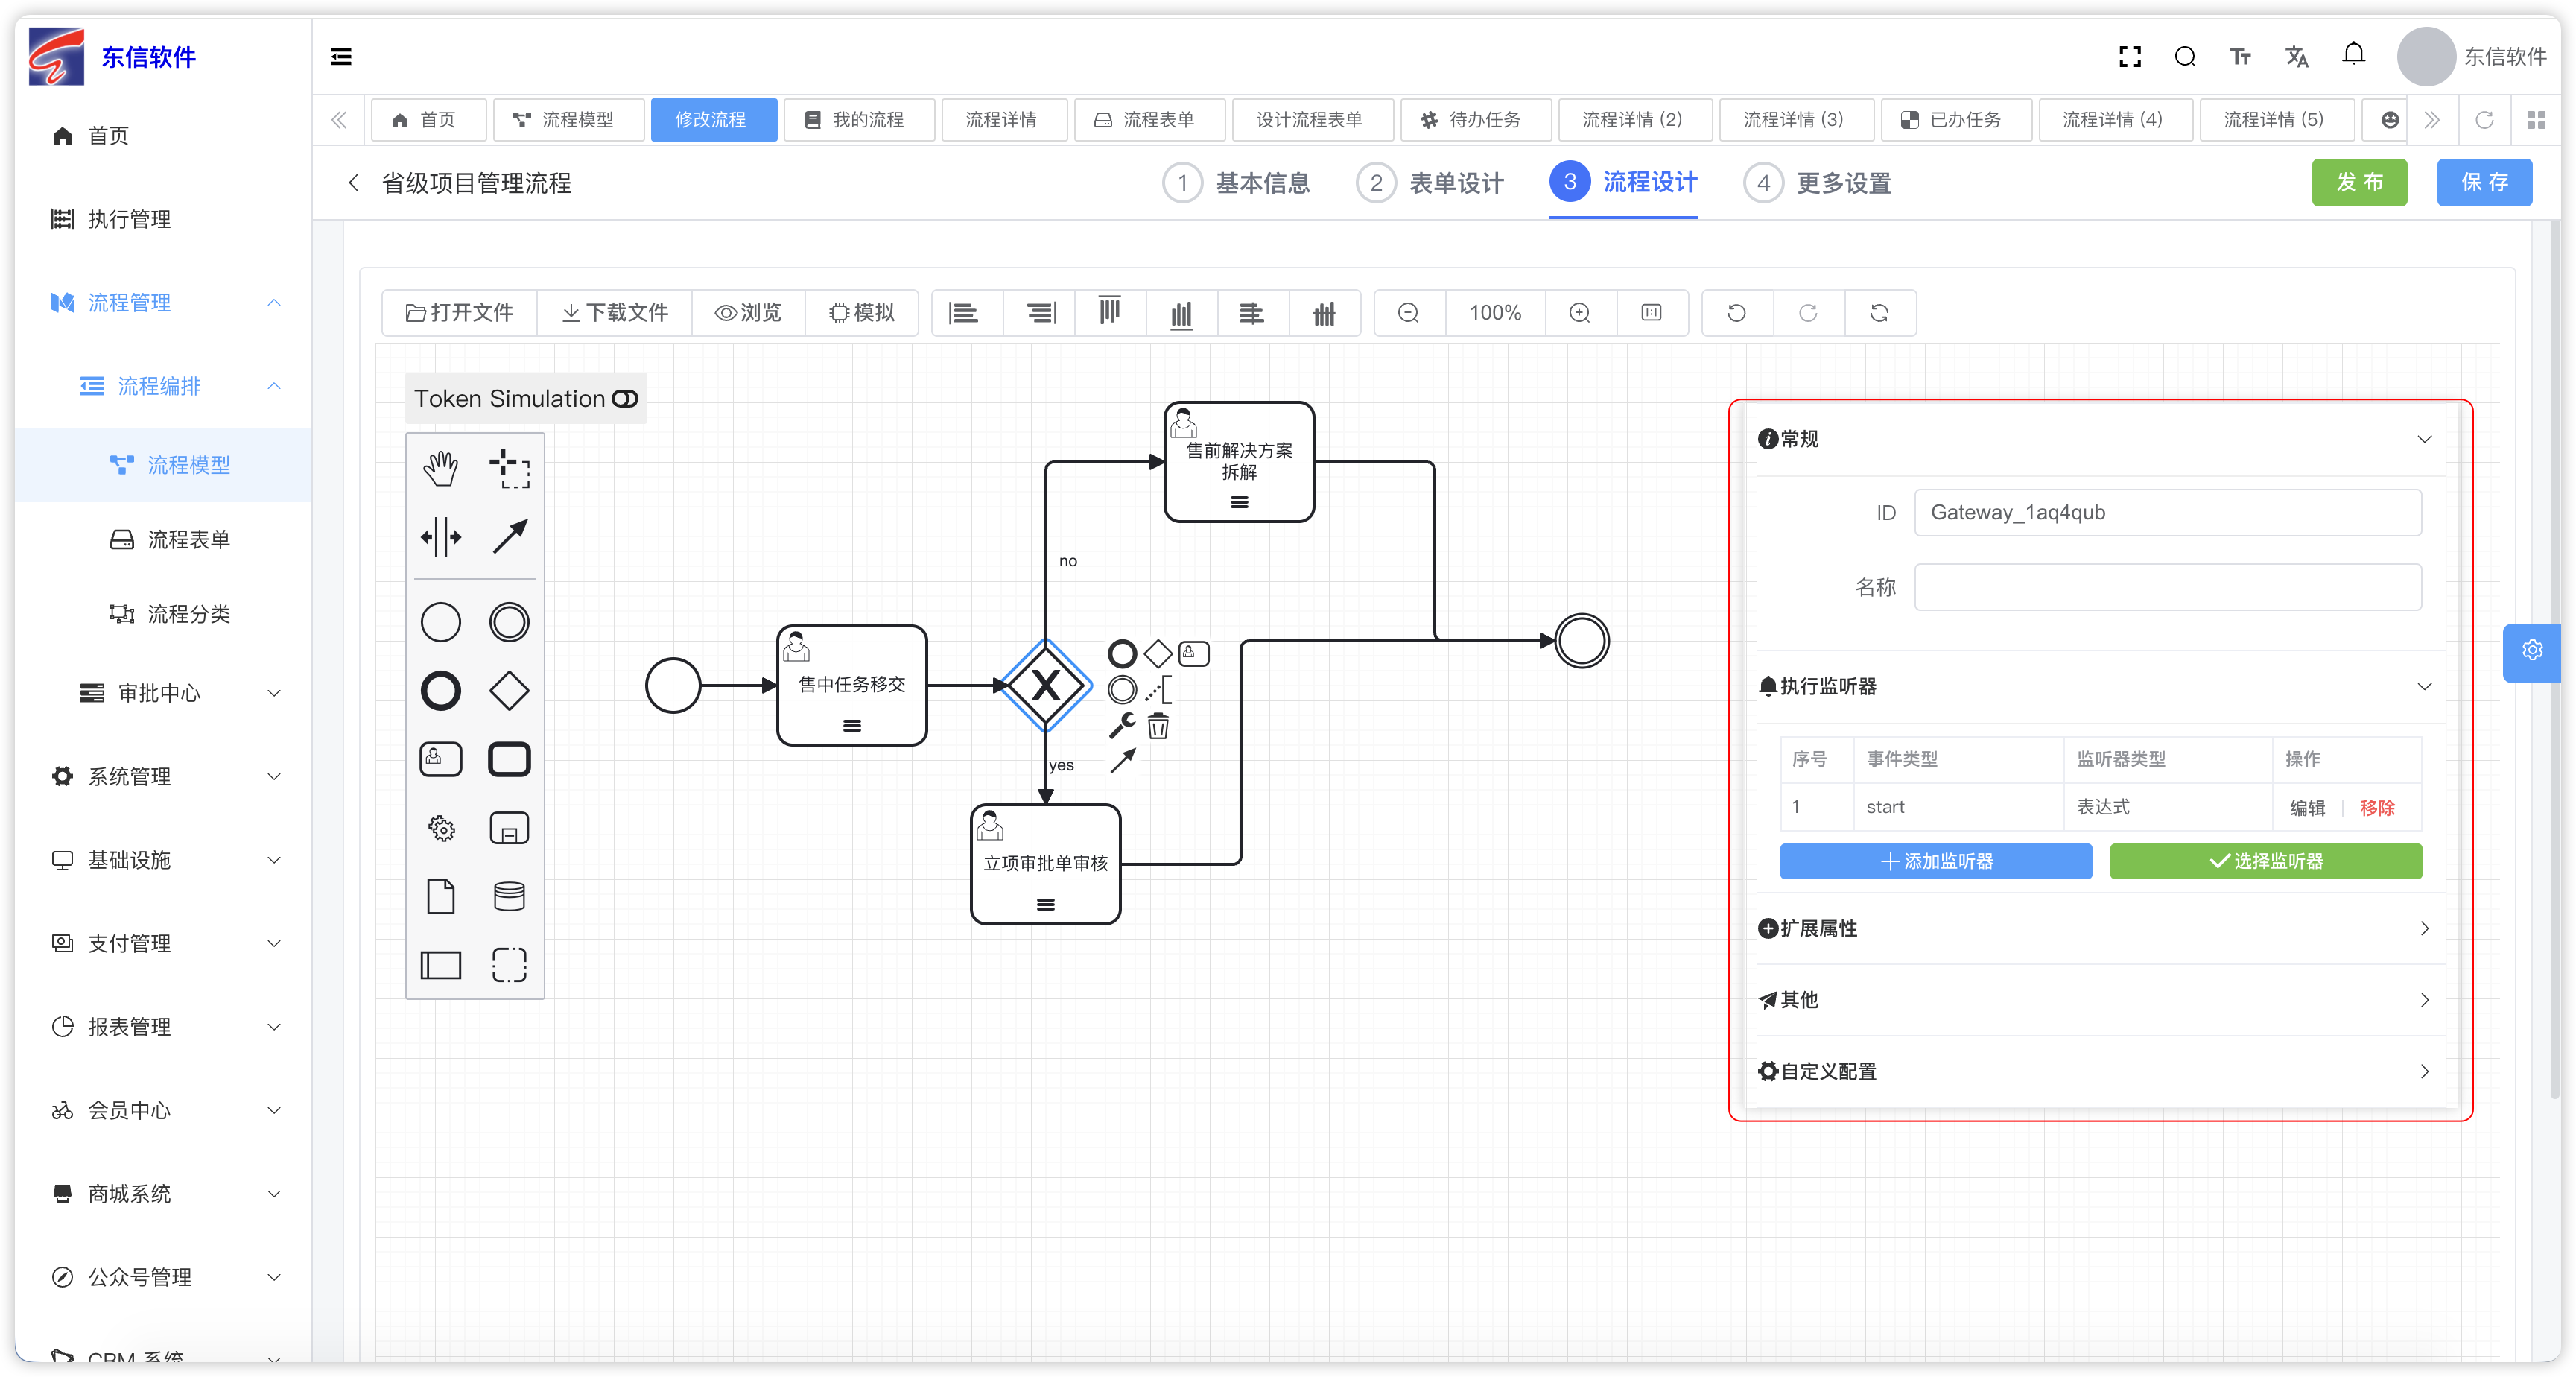 东信软件
东信软件
首页
流程模型
修改流程
我的流程
流程详情
流程表单
设计流程表单
待办任务
流程详情 (2)
流程详情 (3)
已办任务
流程详情 (4)
流程详情 (5)
省级项目管理流程
1 基本信息
2 表单设计
3 流程设计
4 更多设置
发 布
保 存
首页
执行管理
流程管理
流程编排
流程模型
流程表单
流程分类
审批中心
系统管理
基础设施
支付管理
报表管理
会员中心
商城系统
公众号管理
CRM 系统
打开文件
下载文件
浏览
模拟
100%
Token Simulation
售前解决方案
拆解
no
售中任务移交
yes
立项审批单审核
常规
ID Gateway_1aq4qub
名称
执行监听器
序号 事件类型 监听器类型 操作
1 start 表达式 编辑 移除
添加监听器
选择监听器
扩展属性
其他
自定义配置